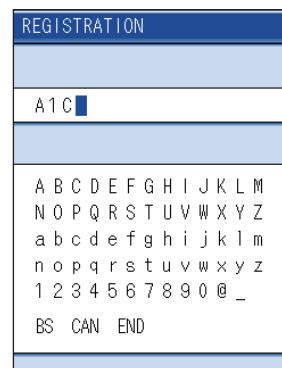 REGISTRATION
A1C
A B C D E F G H I J K L M
N O P Q R S T U V W X Y Z
a b c d e f g h i j k l m
n o p q r s t u v w x y z
1 2 3 4 5 6 7 8 9 0 @ _
BS CAN END